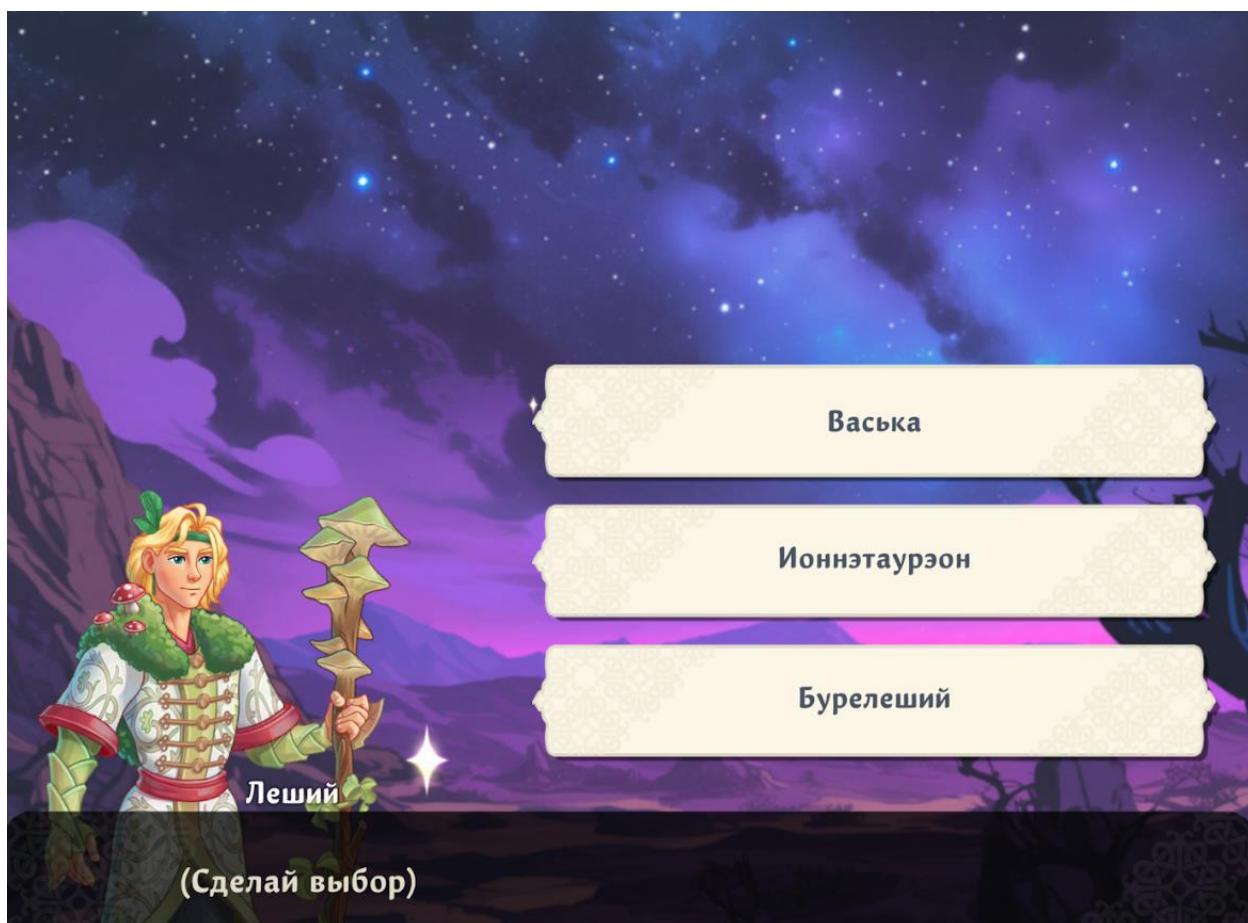 Васька
Ионнэтаурэон
Бурелеший
Леший
(Сделай выбор)